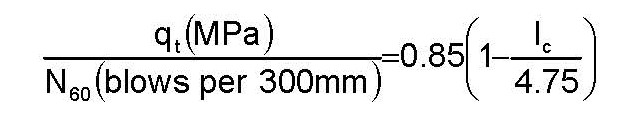 q_t(MPa) / N_60(blows per 300mm) =0.85(1–I_c/4.75)